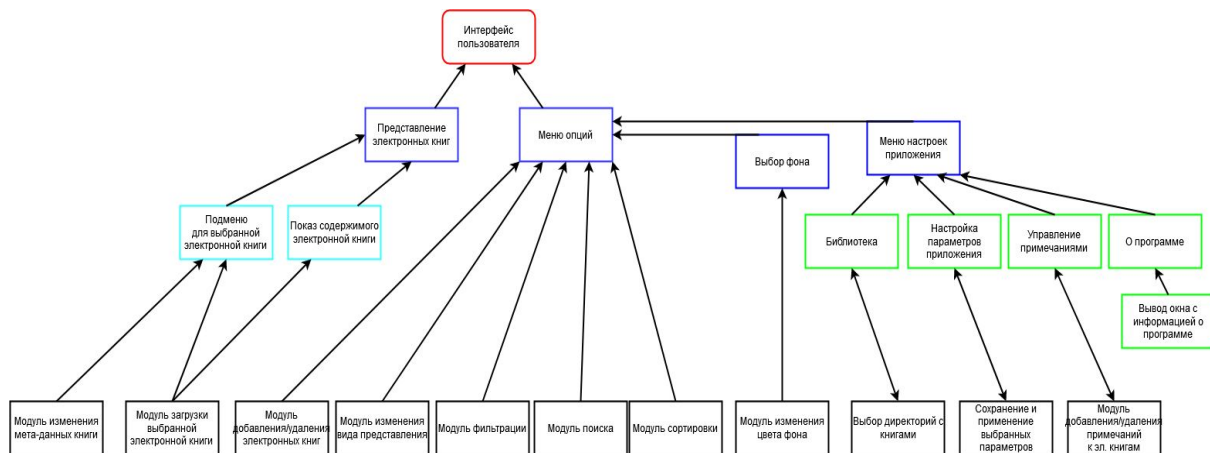 Интерфейс
пользователя
Представление
электронных книг
Меню опций
Выбор фона
Меню настроек
приложения
Подменю
для выбранной
электронной книги
Показ содержимого
электронной книги
Библиотека
Настройка
параметров
приложения
Управление
примечаниями
О программе
Вывод окна с
информацией о
программе
Модуль изменения
мета-данных книги
Модуль загрузки
выбранной
электронной книги
Модуль
добавления/удаления
электронных книг
Модуль изменения
вида представления
Модуль фильтрации
Модуль поиска
Модуль сортировки
Модуль изменения
цвета фона
Выбор директорий с
книгами
Сохранение и
применение
выбранных
параметров
Модуль
добавления/удаления
примечаний
к эл. книгам